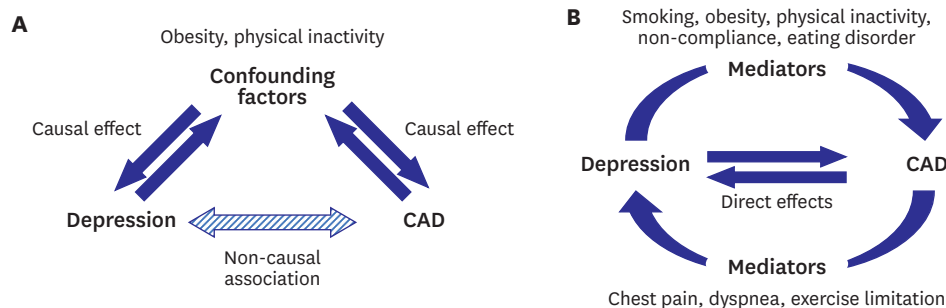 A
Obesity, physical inactivity
Confounding
factors
Causal effect
Causal effect
Depression
CAD
Non-causal
association
B
Smoking, obesity, physical inactivity,
non-compliance, eating disorder
Mediators
Depression
CAD
Direct effects
Mediators
Chest pain, dyspnea, exercise limitation